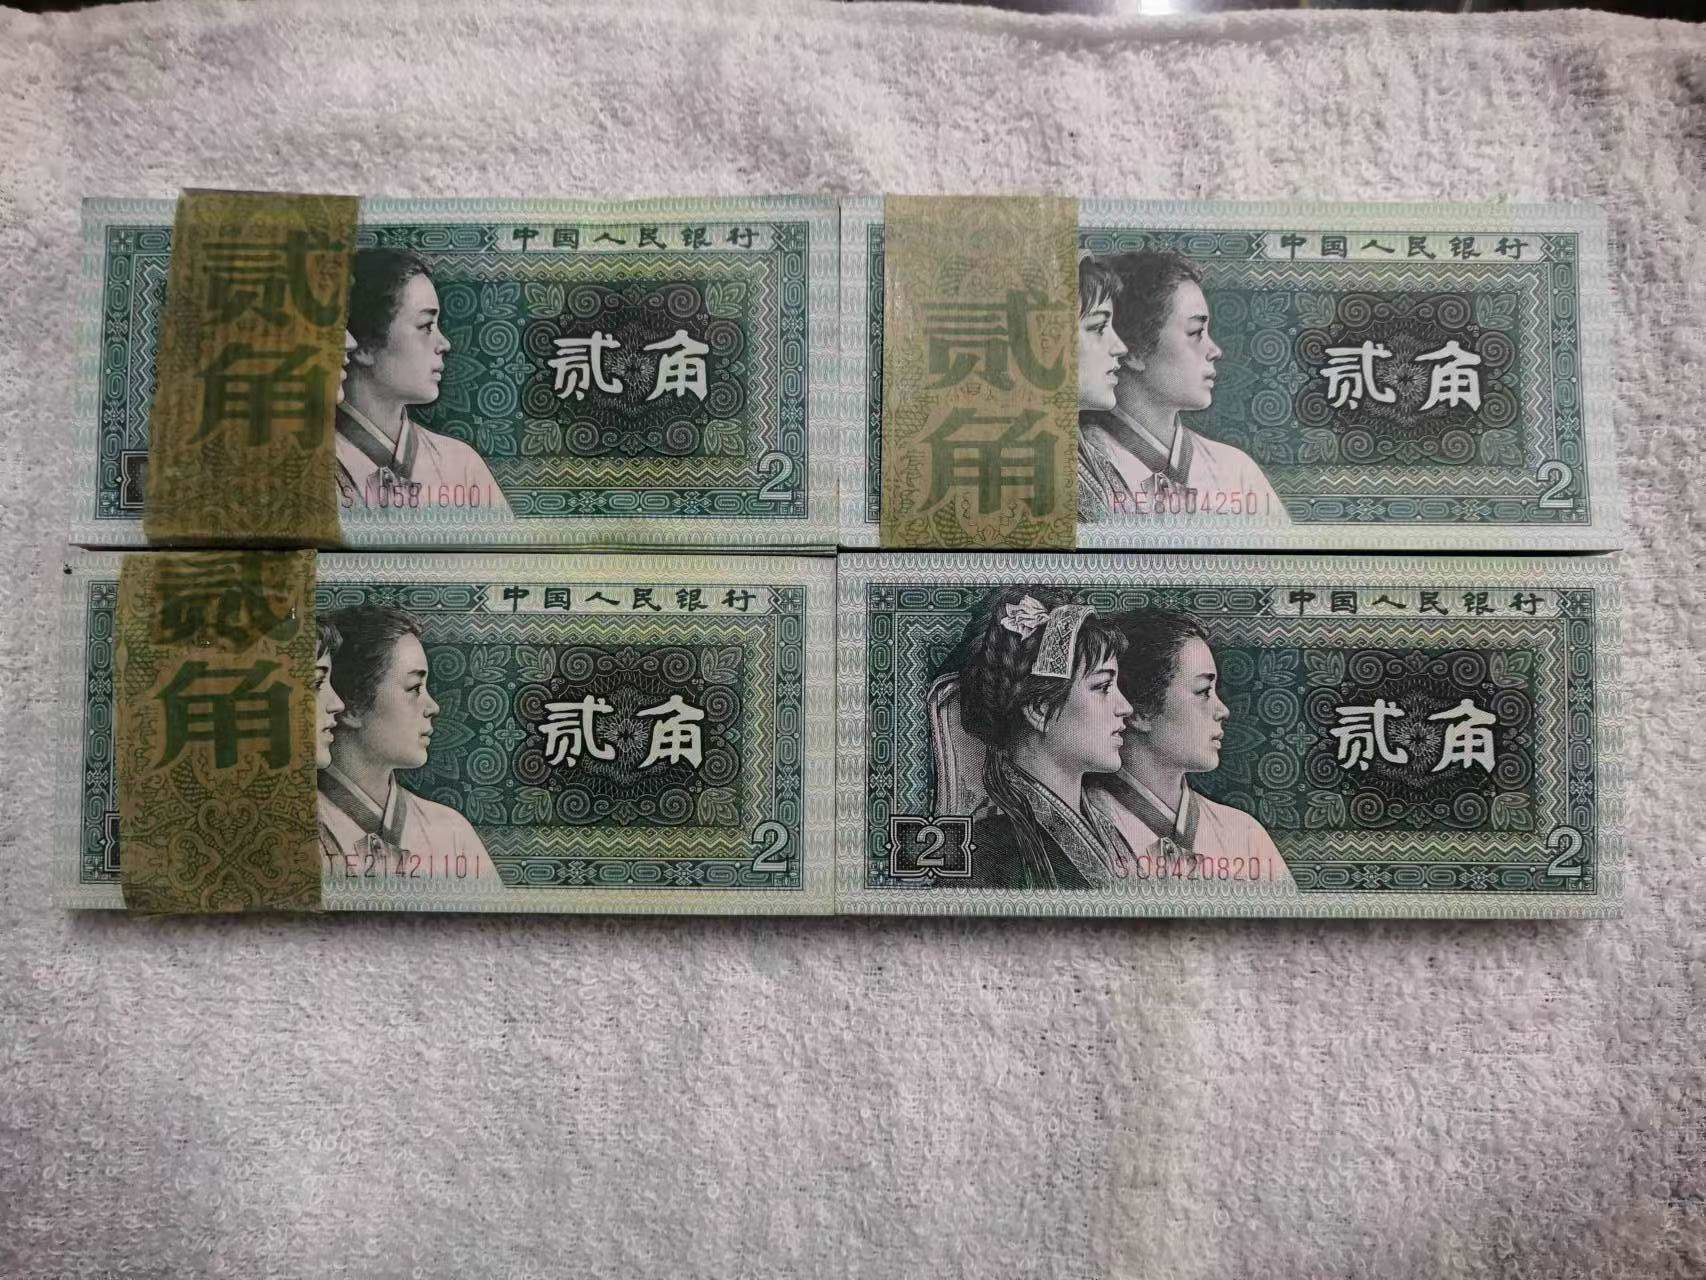 贰角
中国人民银行
贰角
SI05816001
2
贰角
中国人民银行
贰角
RE80042501
2
贰角
中国人民银行
贰角
TE21421101
2
中国人民银行
贰角
2
SO84208201
2